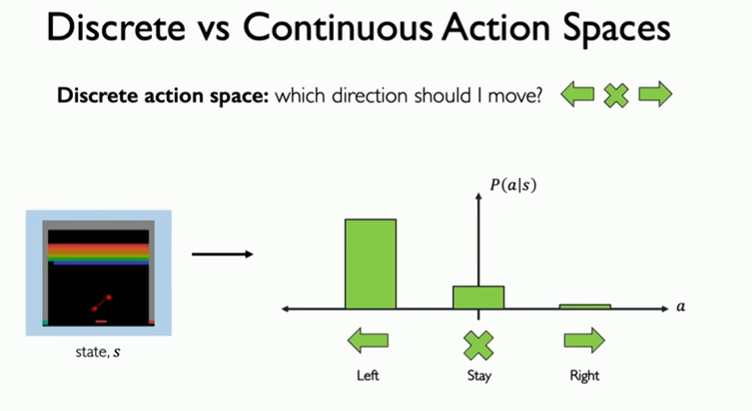 Discrete vs Continuous Action Spaces
Discrete action space: which direction should I move?
P(a|s)
a
state, s
Left
Stay
Right